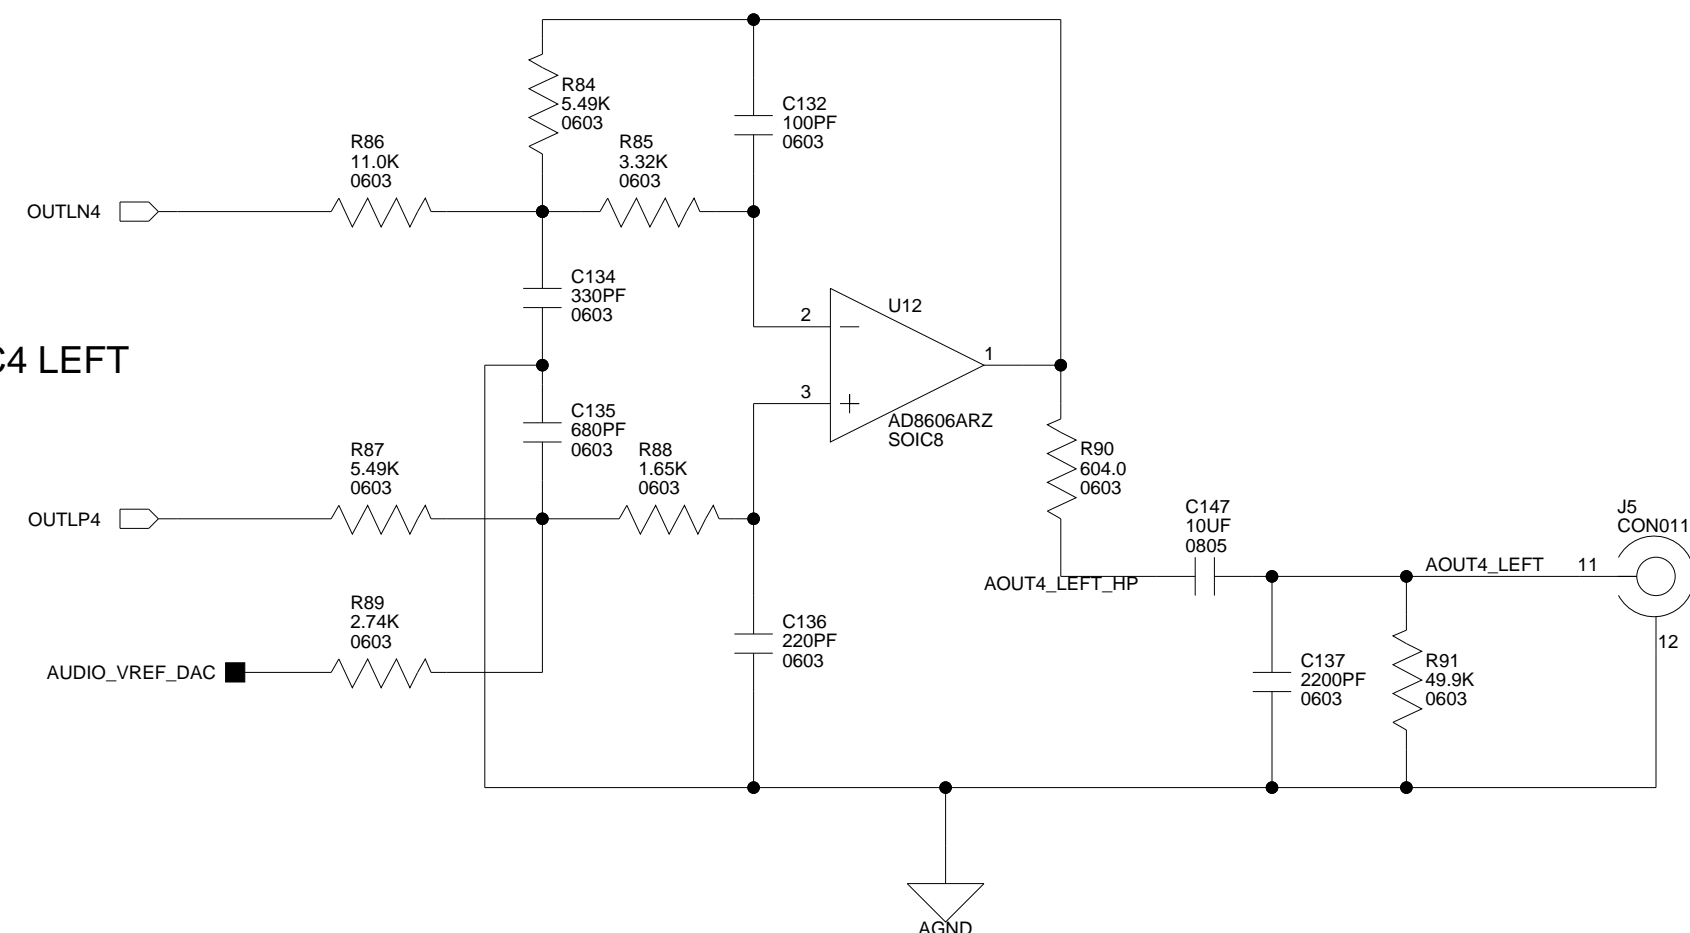 R84
5.49K
0603
C132
100PF
0603
R86
11.0K
0603
R85
3.32K
0603
OUTLN4
C134
330PF
0603
2
U12
C4 LEFT
1
3
C135
680PF
0603
AD8606ARZ
SOIC8
R87
5.49K
0603
R88
1.65K
0603
R90
604.0
0603
OUTLP4
C147
10UF
0805
J5
CON011
AOUT4_LEFT
11
AOUT4_LEFT_HP
R89
2.74K
0603
C136
220PF
0603
12
AUDIO_VREF_DAC
C137
2200PF
0603
R91
49.9K
0603
AGND